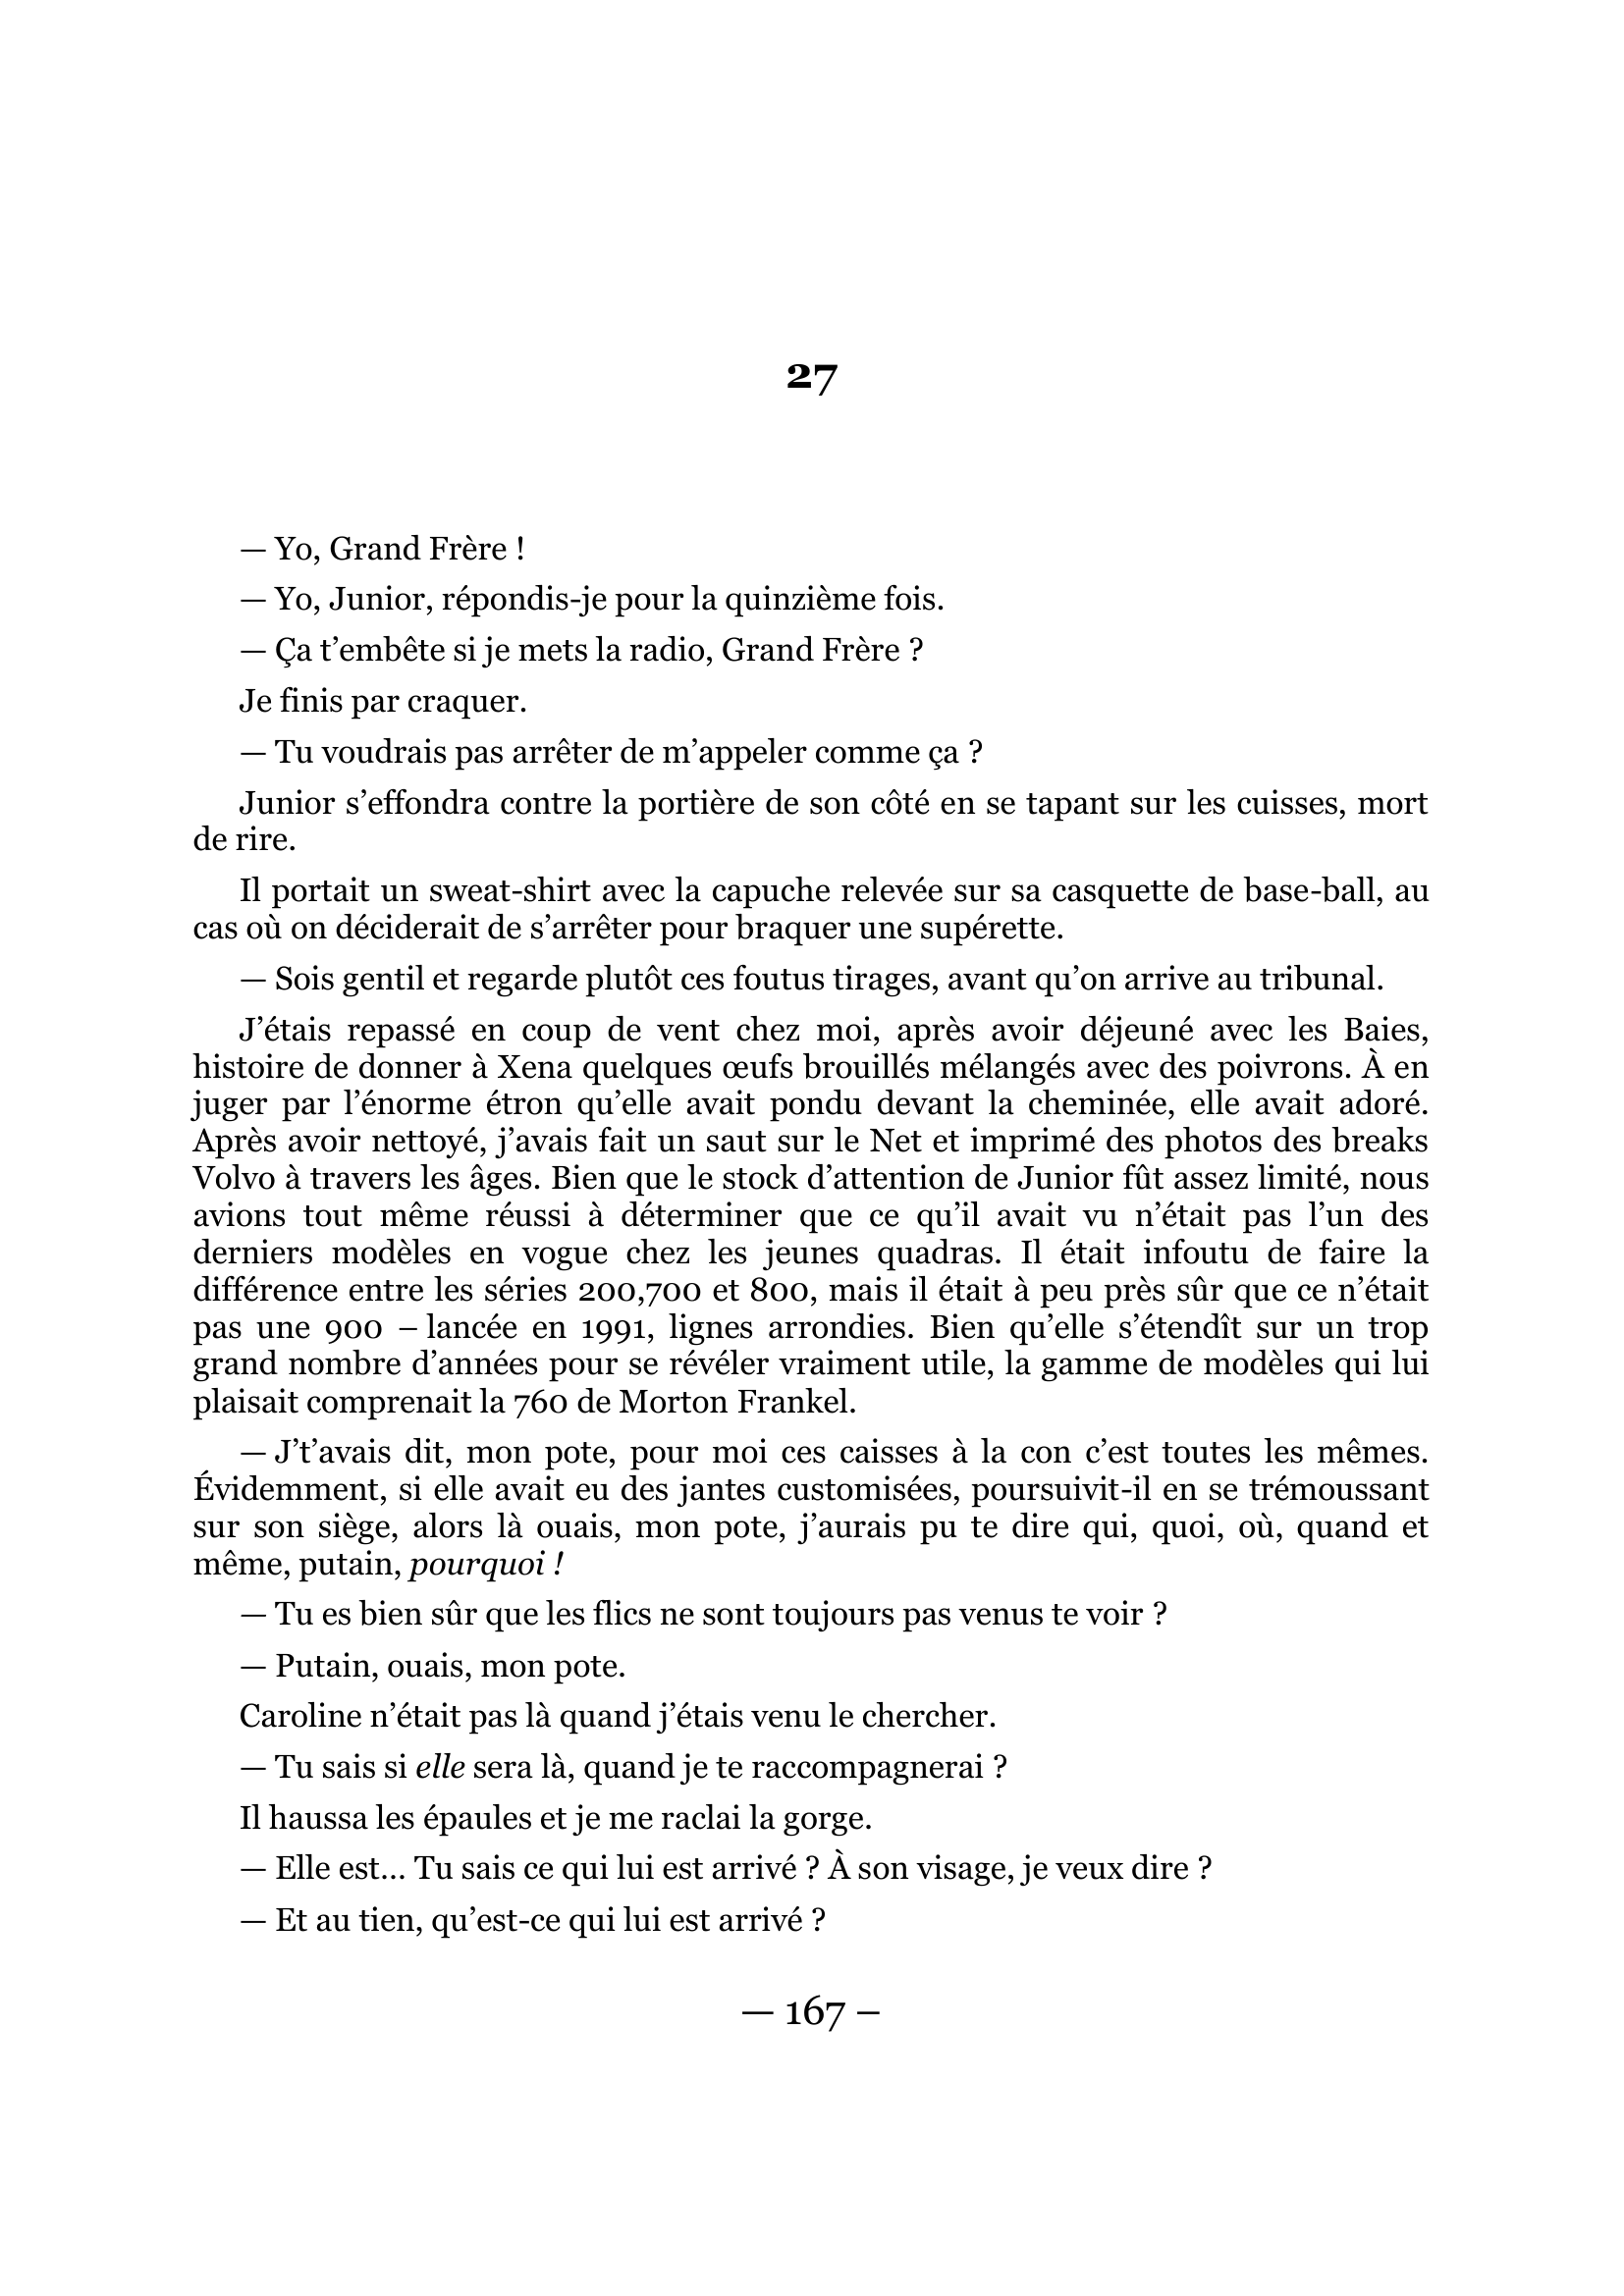 27
— Yo, Grand Frère !
— Yo, Junior, répondis-je pour la quinzième fois.
— Ça t’embête si je mets la radio, Grand Frère ?
Je finis par craquer.
— Tu voudrais pas arrêter de m’appeler comme ça ?
Junior s’effondra contre la portière de son côté en se tapant sur les cuisses, mort
de rire.
Il portait un sweat-shirt avec la capuche relevée sur sa casquette de base-ball, au
cas où on déciderait de s’arrêter pour braquer une supérette.
— Sois gentil et regarde plutôt ces foutus tirages, avant qu’on arrive au tribunal.
J’étais repassé en coup de vent chez moi, après avoir déjeuné avec les Baies,
histoire de donner à Xena quelques œufs brouillés mélangés avec des poivrons. À en
juger par l’énorme étron qu’elle avait pondu devant la cheminée, elle avait adoré.
Après avoir nettoyé, j’avais fait un saut sur le Net et imprimé des photos des breaks
Volvo à travers les âges. Bien que le stock d’attention de Junior fût assez limité, nous
avions tout même réussi à déterminer que ce qu’il avait vu n’était pas l’un des
derniers modèles en vogue chez les jeunes quadras. Il était infoutu de faire la
différence entre les séries 200,700 et 800, mais il était à peu près sûr que ce n’était
pas une 900 – lancée en 1991, lignes arrondies. Bien qu’elle s’étendît sur un trop
grand nombre d’années pour se révéler vraiment utile, la gamme de modèles qui lui
plaisait comprenait la 760 de Morton Frankel.
— J’t’avais dit, mon pote, pour moi ces caisses à la con c’est toutes les mêmes.
Évidemment, si elle avait eu des jantes customisées, poursuivit-il en se trémoussant
sur son siège, alors là ouais, mon pote, j’aurais pu te dire qui, quoi, où, quand et
même, putain, pourquoi !
— Tu es bien sûr que les flics ne sont toujours pas venus te voir ?
— Putain, ouais, mon pote.
Caroline n’était pas là quand j’étais venu le chercher.
— Tu sais si elle sera là, quand je te raccompagnerai ?
Il haussa les épaules et je me raclai la gorge.
— Elle est… Tu sais ce qui lui est arrivé ? À son visage, je veux dire ?
— Et au tien, qu’est-ce qui lui est arrivé ?
— 167 –